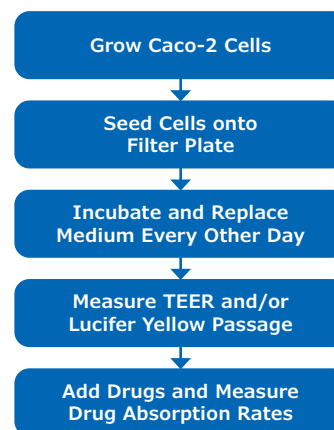 Grow Caco-2 Cells
Seed Cells onto
Filter Plate
Incubate and Replace
Medium Every Other Day
Measure TEER and/or
Lucifer Yellow Passage
Add Drugs and Measure
Drug Absorption Rates